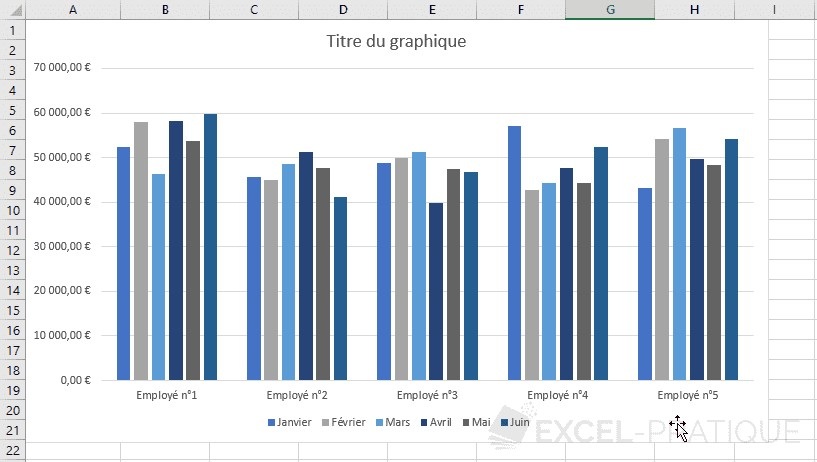 A B C D E F G H I
1
2
3
4
5
6
7
8
9
10
11
12
13
14
15
16
17
18
19
20
21
22
Titre du graphique
70 000,00 €
60 000,00 €
50 000,00 €
40 000,00 €
30 000,00 €
20 000,00 €
10 000,00 €
0,00 €
Employé n°1 Employé n°2 Employé n°3 Employé n°4 Employé n°5
Janvier Février Mars Avril Mai Juin
EXCEL-PRATIQUE